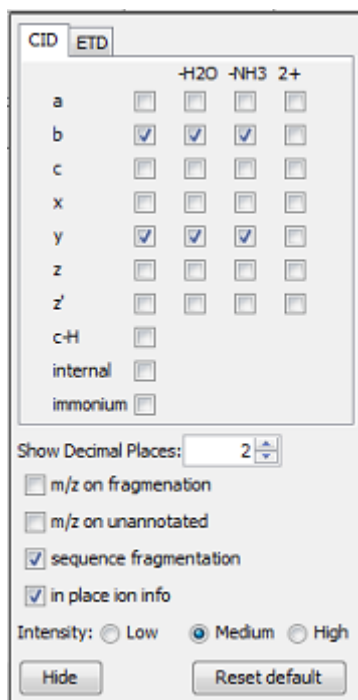 CID ETD
-H2O -NH3 2+
a
b
c
x
y
z
z'
c-H
internal
immonium
Show Decimal Places: 2
m/z on fragmenation
m/z on unannotated
sequence fragmentation
in place ion info
Intensity: Low Medium High
Hide Reset default